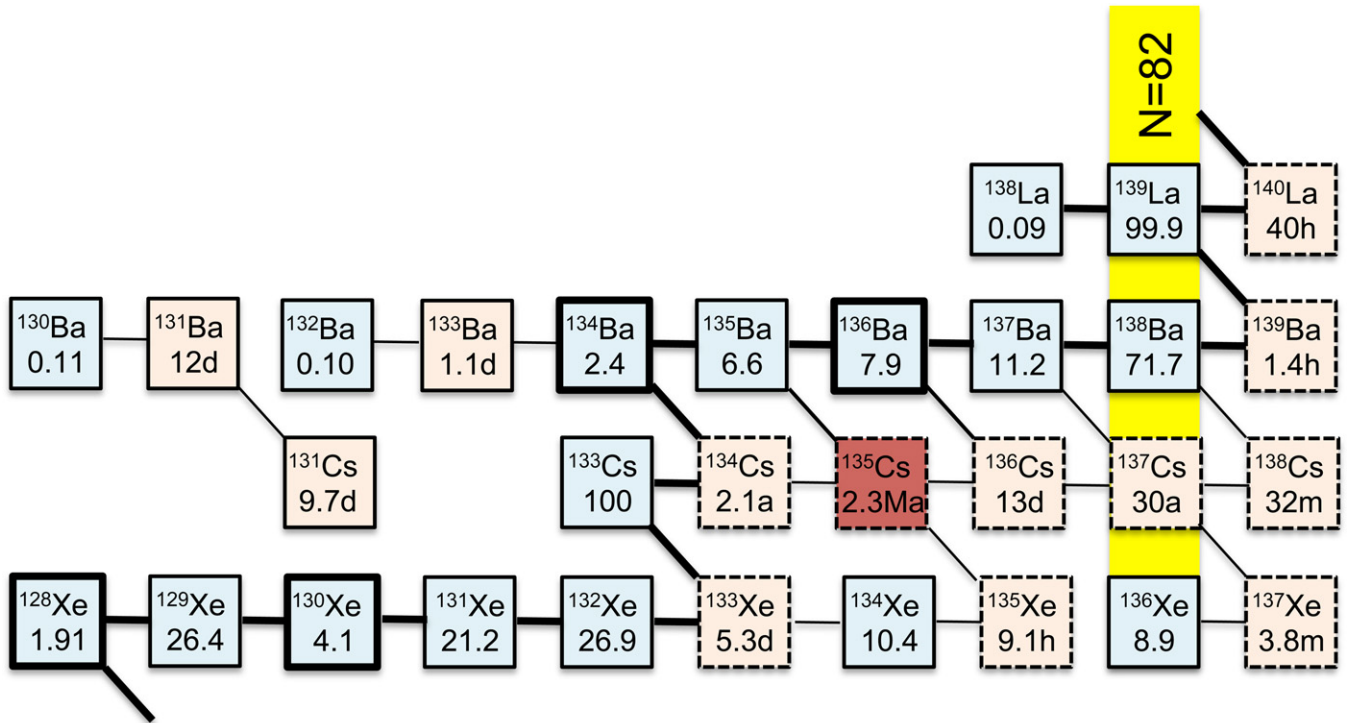 N=82
¹³⁸La
0.09
¹³⁹La
99.9
¹⁴⁰La
40h
¹³⁰Ba
0.11
¹³¹Ba
12d
¹³²Ba
0.10
¹³³Ba
1.1d
¹³⁴Ba
2.4
¹³⁵Ba
6.6
¹³⁶Ba
7.9
¹³⁷Ba
11.2
¹³⁸Ba
71.7
¹³⁹Ba
1.4h
¹³¹Cs
9.7d
¹³³Cs
100
¹³⁴Cs
2.1a
¹³⁵Cs
2.3Ma
¹³⁶Cs
13d
¹³⁷Cs
30a
¹³⁸Cs
32m
¹²⁸Xe
1.91
¹²⁹Xe
26.4
¹³⁰Xe
4.1
¹³¹Xe
21.2
¹³²Xe
26.9
¹³³Xe
5.3d
¹³⁴Xe
10.4
¹³⁵Xe
9.1h
¹³⁶Xe
8.9
¹³⁷Xe
3.8m